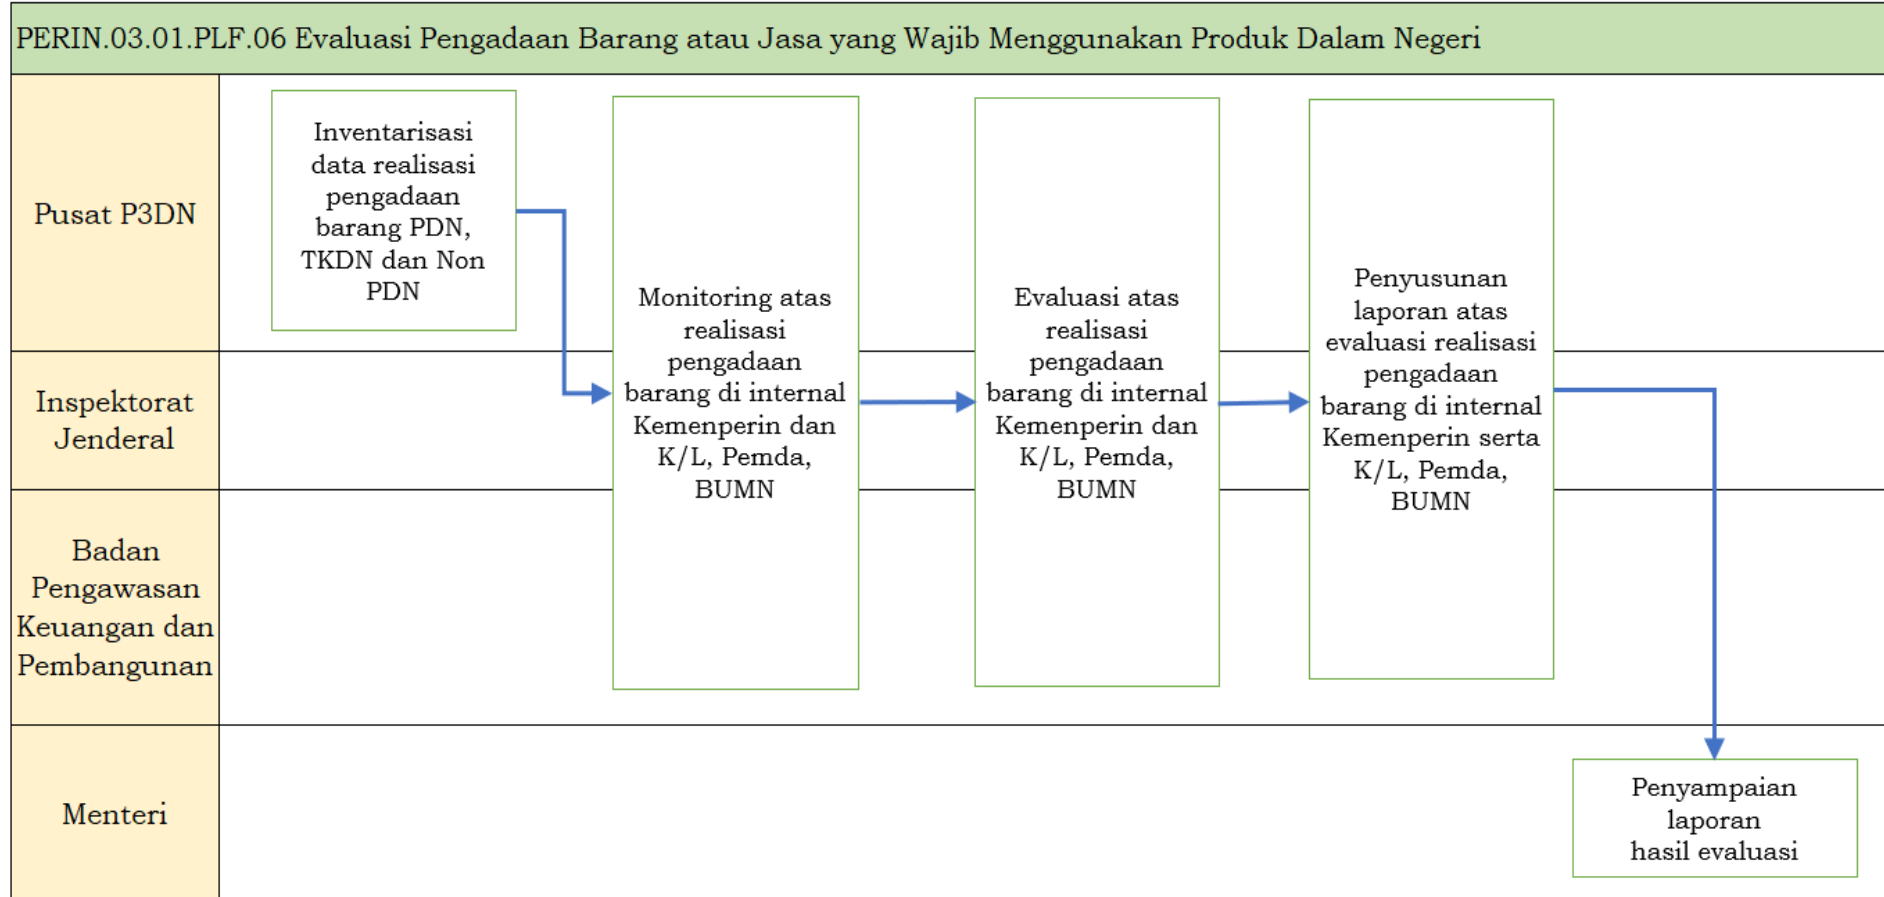 PERIN.03.01.PLF.06 Evaluasi Pengadaan Barang atau Jasa yang Wajib Menggunakan Produk Dalam Negeri
Pusat P3DN
Inventarisasi
data realisasi
pengadaan
barang PDN,
TKDN dan Non
PDN
Monitoring atas
realisasi
pengadaan
barang di internal
Kemenperin dan
K/L, Pemda,
BUMN
Evaluasi atas
realisasi
pengadaan
barang di internal
Kemenperin dan
K/L, Pemda,
BUMN
Penyusunan
laporan atas
evaluasi realisasi
pengadaan
barang di internal
Kemenperin serta
K/L, Pemda,
BUMN
Inspektorat
Jenderal
Badan
Pengawasan
Keuangan dan
Pembangunan
Menteri
Penyampaian
laporan
hasil evaluasi